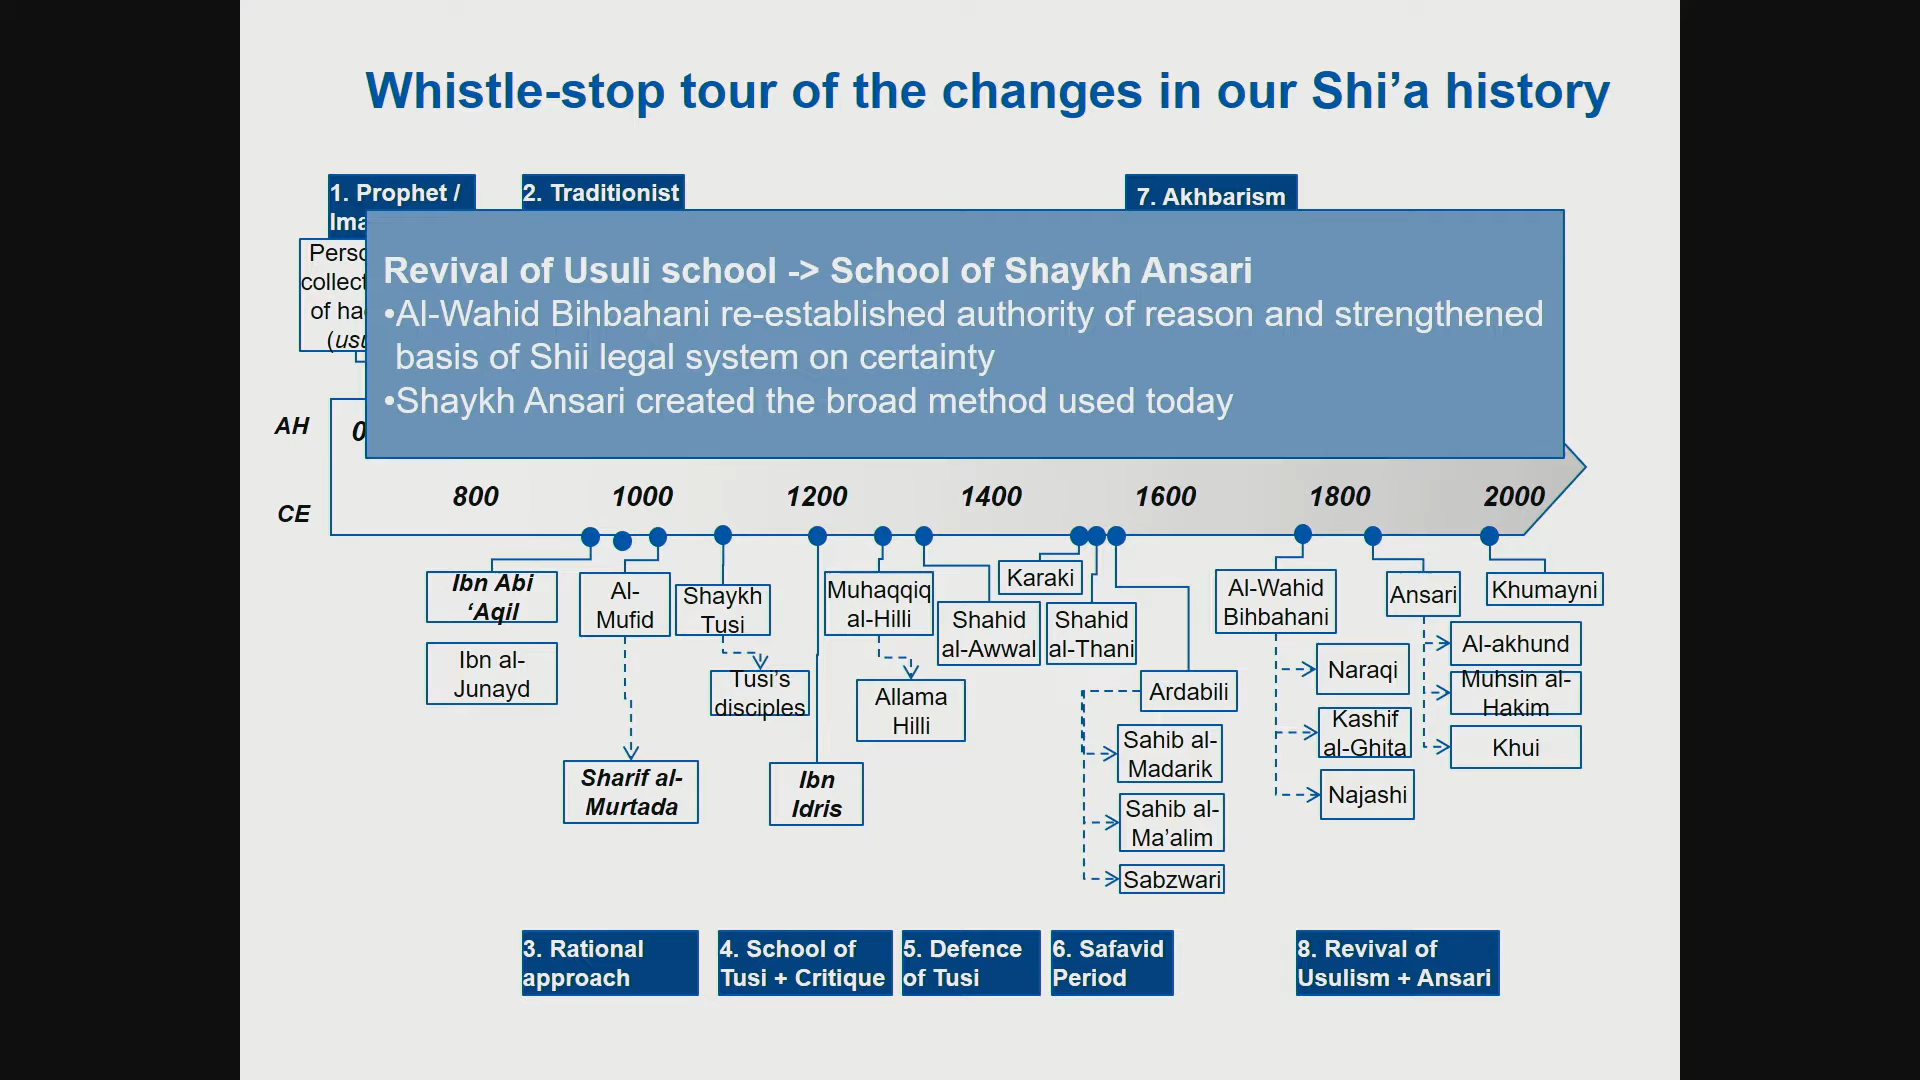 Whistle-stop tour of the changes in our Shi’a history
1. Prophet /
2. Traditionist
7. Akhbarism
Revival of Usuli school -> School of Shaykh Ansari
•Al-Wahid Bihbahani re-established authority of reason and strengthened
basis of Shii legal system on certainty
•Shaykh Ansari created the broad method used today
of
AH
0
CE
800 1000 1200 1400 1600 1800 2000
Ibn Abi
‘Aqil
Ibn al-
Junayd
Al-
Mufid
Sharif al-
Murtada
Shaykh
Tusi
Tusi’s
disciples
Ibn
Idris
Muhaqqiq
al-Hilli
Allama
Hilli
Shahid
al-Awwal
Karaki
Shahid
al-Thani
Ardabili
Sahib al-
Madarik
Sahib al-
Ma’alim
Sabzwari
Al-Wahid
Bihbahani
Naraqi
Kashif
al-Ghita
Najashi
Ansari
Al-akhund
Muhsin al-
Hakim
Khui
Khumayni
3. Rational
approach
4. School of
Tusi + Critique
5. Defence
of Tusi
6. Safavid
Period
8. Revival of
Usulism + Ansari